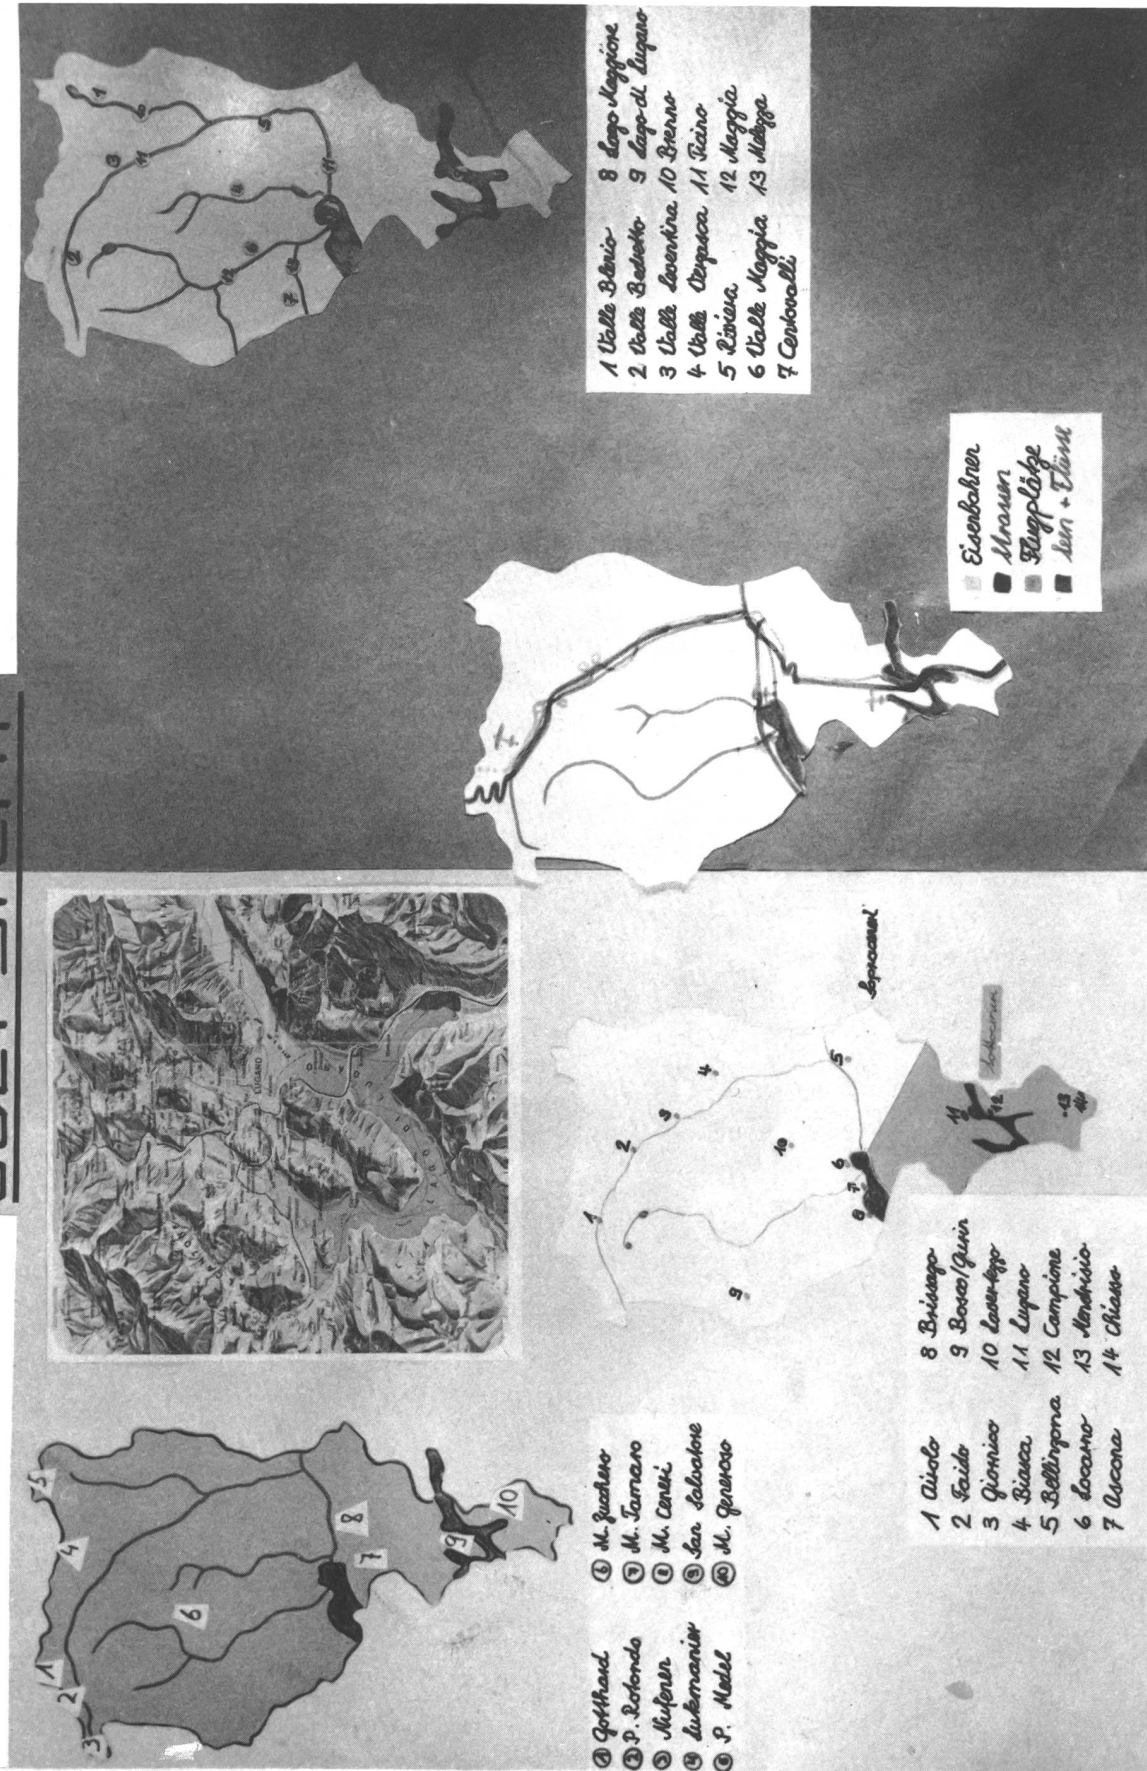 1 Valle Blenio
2 Valle Bedretto
3 Valle Leventina
4 Valle Verzasca
5 Riviera
6 Valle Maggia
7 Centovalli
8 Lago Maggiore
9 Lago di Lugano
10 Brenno
11 Ticino
12 Maggia
13 Melezza
Eisenbahnen
Strassen
Flugplätze
Seen + Flüsse
LUGANO
① Gotthard
② P. Rotondo
③ Nufenen
④ Lukmanier
⑤ P. Medel
⑥ M. Zucchero
⑦ M. Tamaro
⑧ M. Ceneri
⑨ San Salvatore
⑩ M. Generoso
Sopraceneri
Sottoceneri
1 Airolo
2 Faido
3 Giornico
4 Biasca
5 Bellinzona
6 Locarno
7 Ascona
8 Brissago
9 Bosco/Gurin
10 Lavertezzo
11 Lugano
12 Campione
13 Mendrisio
14 Chiasso